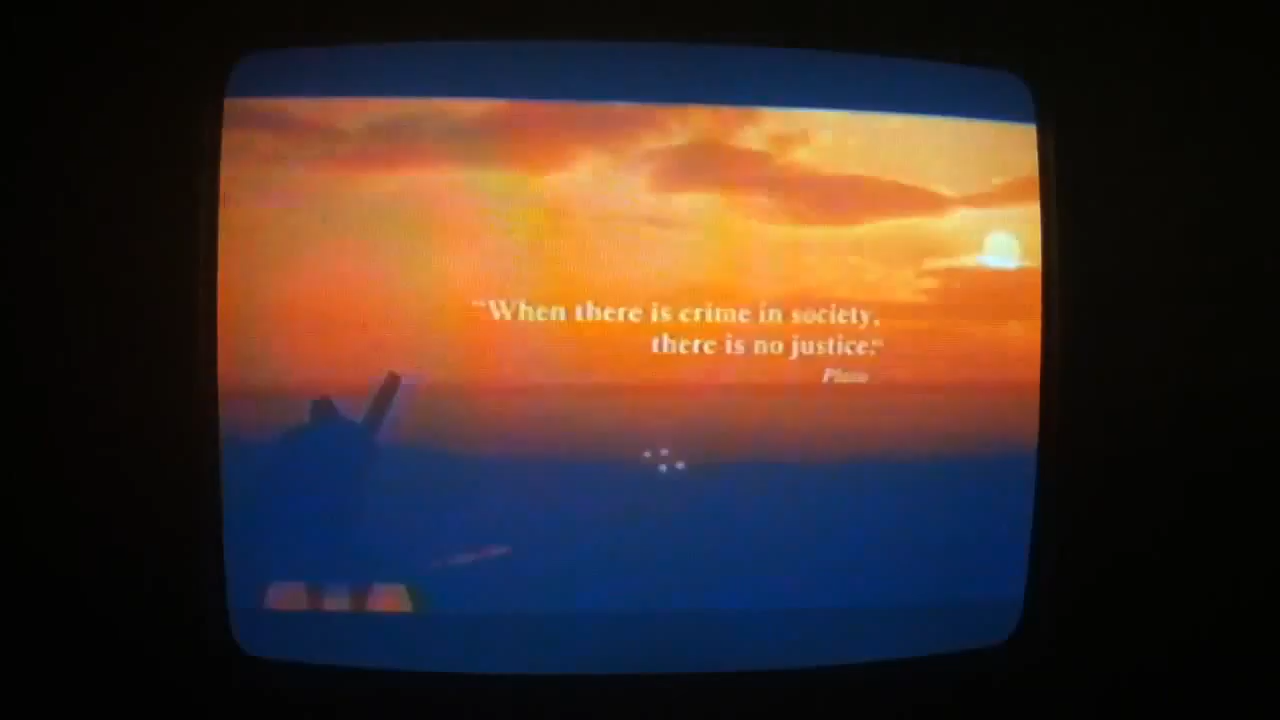 "When there is crime in society,
there is no justice."
Plato